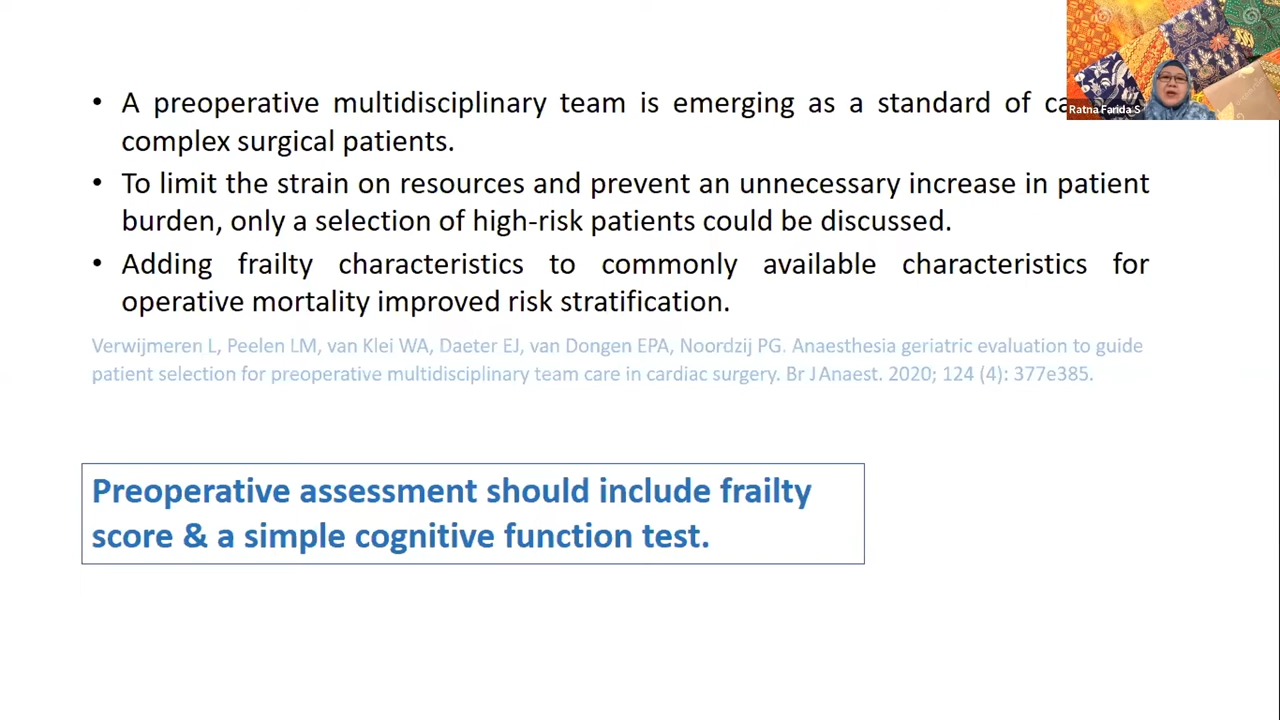 • A preoperative multidisciplinary team is emerging as a standard of
complex surgical patients.
• To limit the strain on resources and prevent an unnecessary increase in patient
burden, only a selection of high-risk patients could be discussed.
• Adding frailty characteristics to commonly available characteristics for
operative mortality improved risk stratification.
Verwijmeren L, Peelen LM, van Klei WA, Daeter EJ, van Dongen EPA, Noordzij PG. Anaesthesia geriatric evaluation to guide
patient selection for preoperative multidisciplinary team care in cardiac surgery. Br J Anaest. 2020; 124 (4): 377e385.
Preoperative assessment should include frailty
score & a simple cognitive function test.
Ratna Farida S